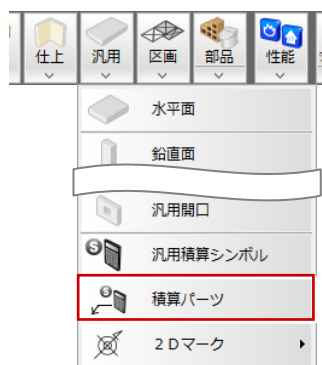 仕上 汎用 区画 部品 性能
水平面
鉛直面
汎用開口
汎用積算シンボル
積算パーツ
２Dマーク